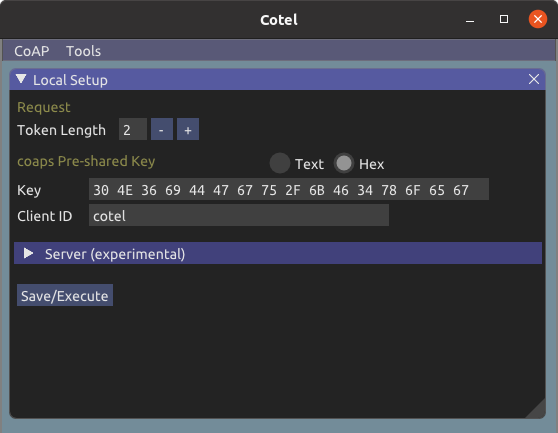 Cotel
CoAP Tools
Local Setup
Request
Token Length 2 - +
coaps Pre-shared Key Text Hex
Key 30 4E 36 69 44 47 67 75 2F 6B 46 34 78 6F 65 67
Client ID cotel
Server (experimental)
Save/Execute